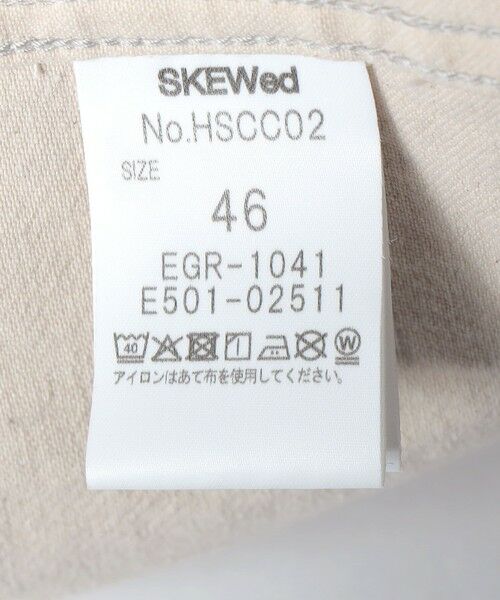 SKEWed
No.HSCC02
SIZE
46
EGR-1041
E501-02511
40 W
アイロンはあて布を使用してください。